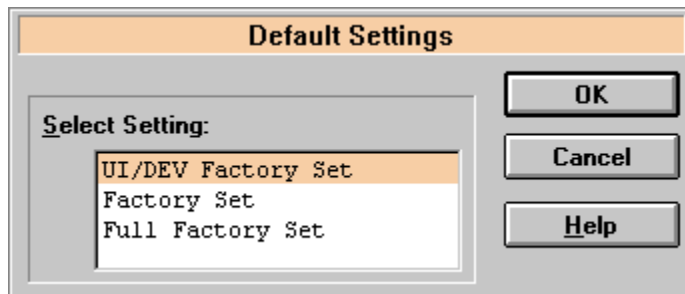 Default Settings
OK
Select Setting:
Cancel
UI/DEV Factory Set
Factory Set
Full Factory Set
Help